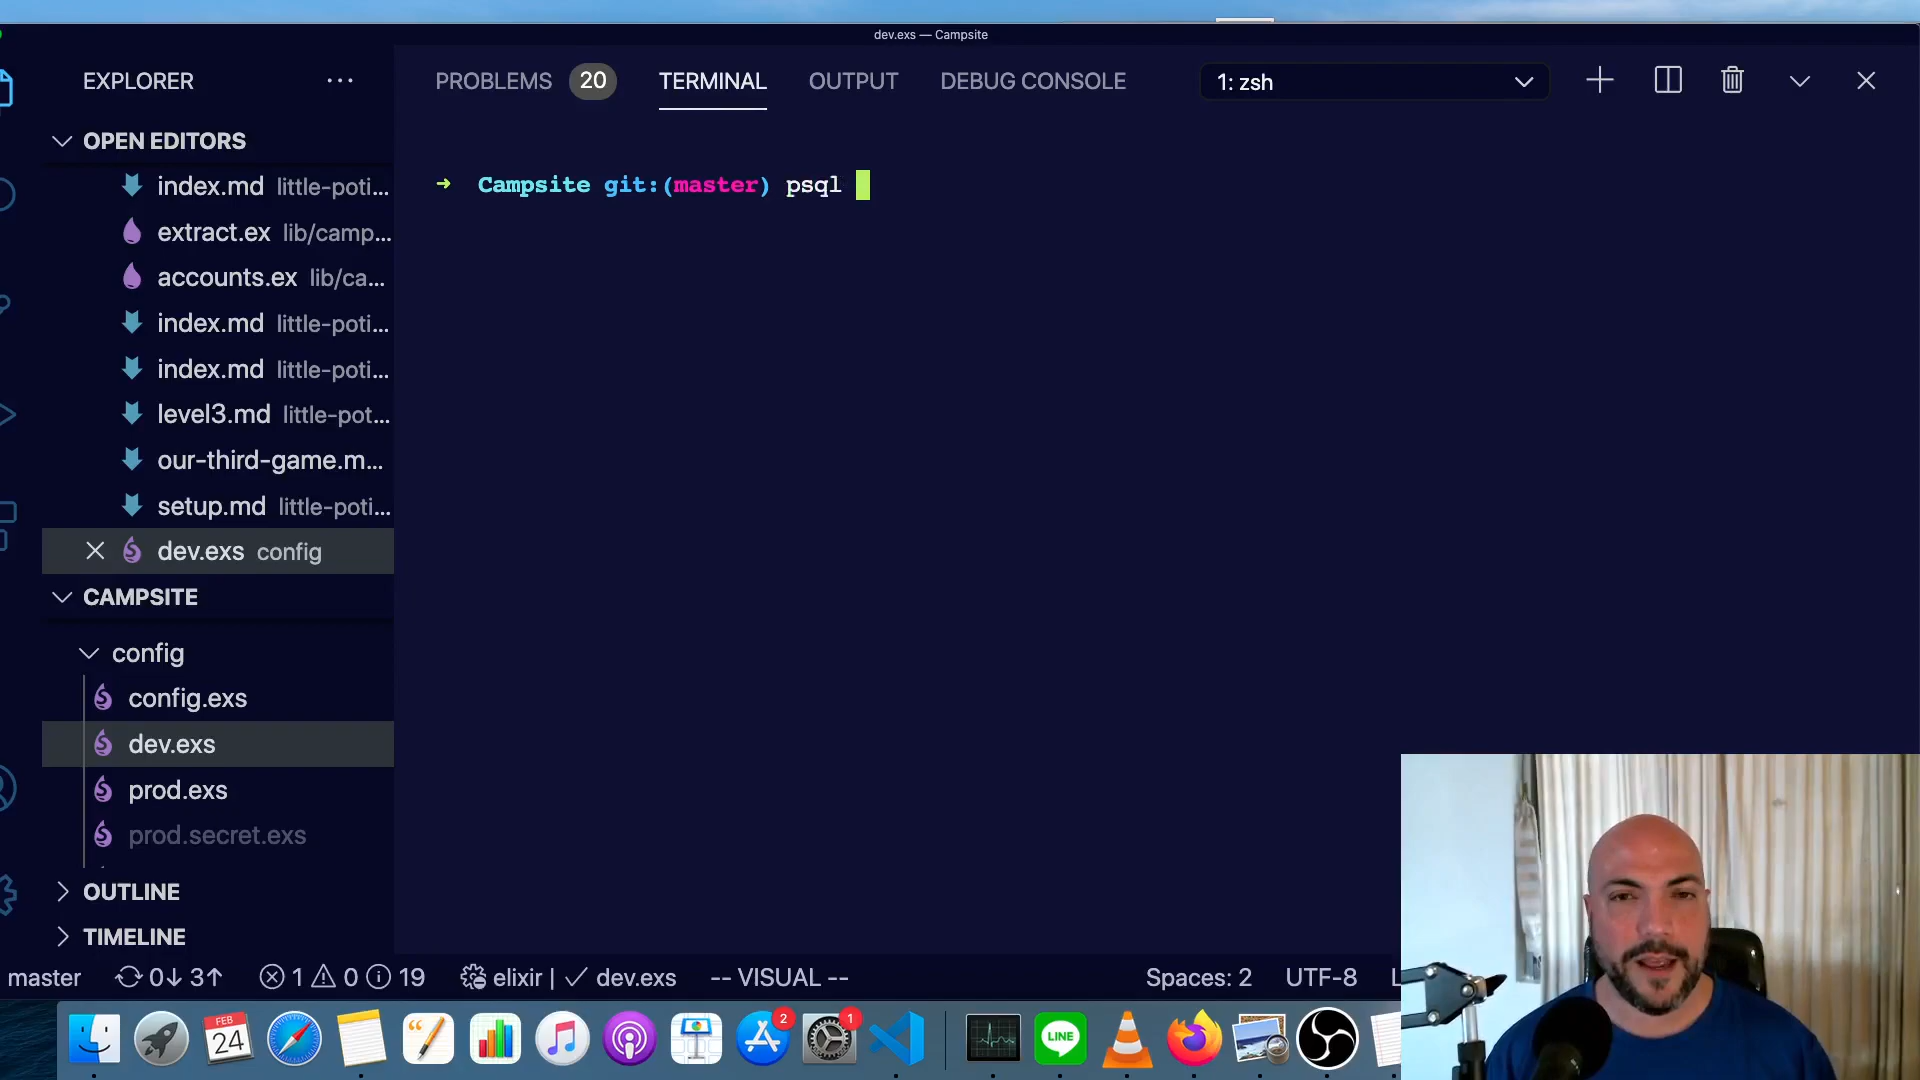 dev.exs — Campsite
EXPLORER
PROBLEMS 20 TERMINAL OUTPUT DEBUG CONSOLE 1: zsh
OPEN EDITORS
index.md little-poti...
extract.ex lib/camp...
accounts.ex lib/ca...
index.md little-poti...
index.md little-poti...
level3.md little-pot...
our-third-game.m...
setup.md little-poti...
dev.exs config
CAMPSITE
config
config.exs
dev.exs
prod.exs
prod.secret.exs
OUTLINE
TIMELINE
➜ Campsite git:(master) psql
master 0↓ 3↑ 1 0 19 elixir | ✓ dev.exs -- VISUAL -- Spaces: 2 UTF-8 L
FEB
24
2
1
LINE